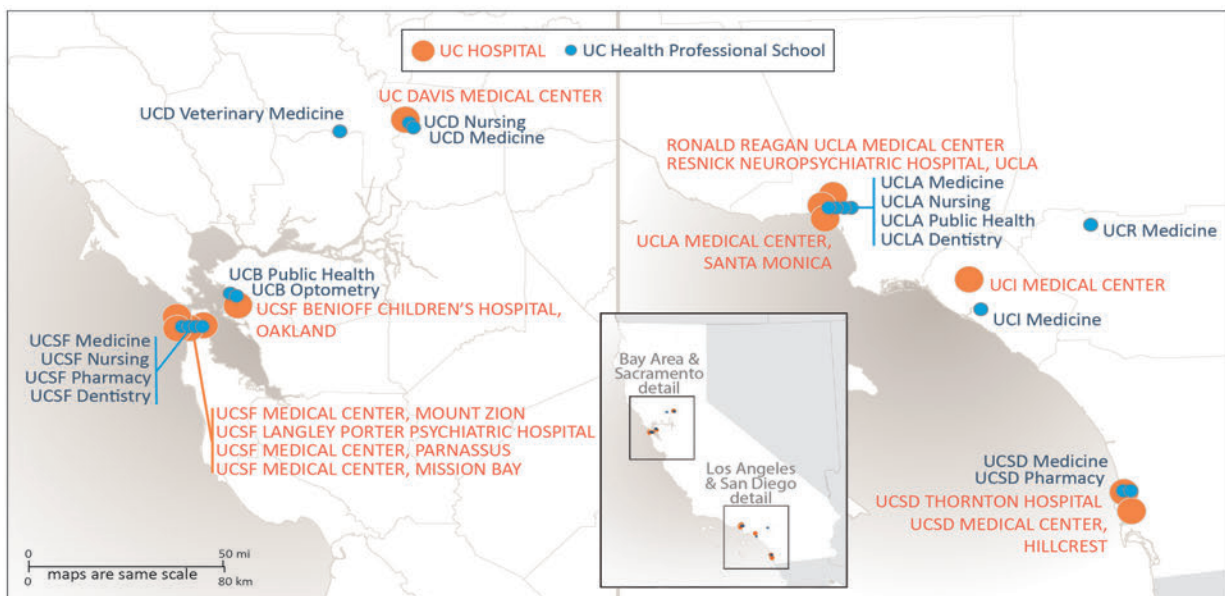 UC HOSPITAL
UC Health Professional School
UC DAVIS MEDICAL CENTER
UCD Veterinary Medicine
UCD Nursing
UCD Medicine
UCB Public Health
UCB Optometry
UCSF BENIOFF CHILDREN'S HOSPITAL,
OAKLAND
UCSF Medicine
UCSF Nursing
UCSF Pharmacy
UCSF Dentistry
UCSF MEDICAL CENTER, MOUNT ZION
UCSF LANGLEY PORTER PSYCHIATRIC HOSPITAL
UCSF MEDICAL CENTER, PARNASSUS
UCSF MEDICAL CENTER, MISSION BAY
0 50 mi
maps are same scale
0 80 km
Bay Area &
Sacramento
detail
Los Angeles
& San Diego
detail
RONALD REAGAN UCLA MEDICAL CENTER
RESNICK NEUROPSYCHIATRIC HOSPITAL, UCLA
UCLA Medicine
UCLA Nursing
UCLA Public Health
UCLA Dentistry
UCLA MEDICAL CENTER,
SANTA MONICA
UCR Medicine
UCI MEDICAL CENTER
UCI Medicine
UCSD Medicine
UCSD Pharmacy
UCSD THORNTON HOSPITAL
UCSD MEDICAL CENTER,
HILLCREST